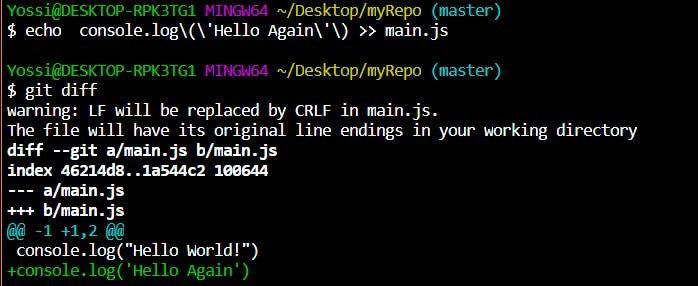 Yossi@DESKTOP-RPK3TG1 MINGW64 ~/Desktop/myRepo (master)
$ echo  console.log\(\'Hello Again\'\) >> main.js

Yossi@DESKTOP-RPK3TG1 MINGW64 ~/Desktop/myRepo (master)
$ git diff
warning: LF will be replaced by CRLF in main.js.
The file will have its original line endings in your working directory
diff --git a/main.js b/main.js
index 46214d8..1a544c2 100644
--- a/main.js
+++ b/main.js
@@ -1 +1,2 @@
 console.log("Hello World!")
+console.log('Hello Again')